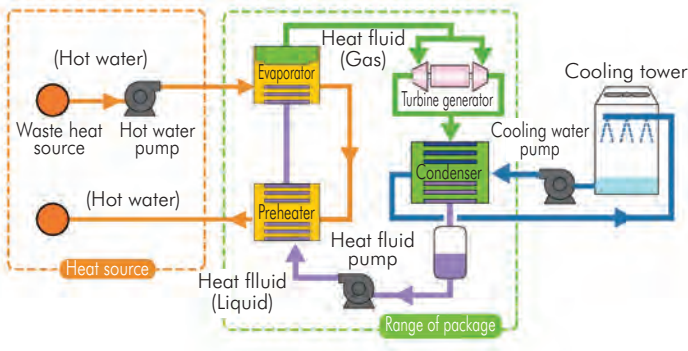 (Hot water)
Waste heat
source
Hot water
pump
(Hot water)
Heat source
Evaporator
Preheater
Heat fluid
(Gas)
Turbine generator
Condenser
Heat fluid
pump
Heat flluid
(Liquid)
Range of package
Cooling water
pump
Cooling tower